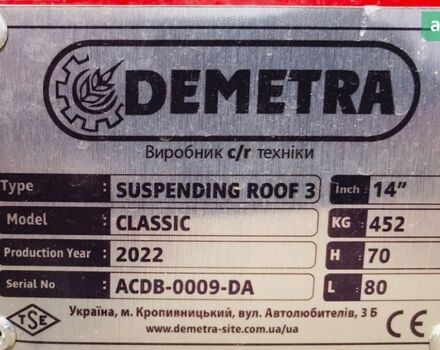 a
DEMETRA
Виробник с/г техніки
Type : SUSPENDING ROOF 3 inch 14”
Model : CLASSIC KG 452
Production Year : 2022 H 70
Serial No : ACDB-0009-DA L 80
TSE Україна, м. Кропивницький, вул. Автолюбителів, 3 Б CE
www.demetra-site.com.ua/ua